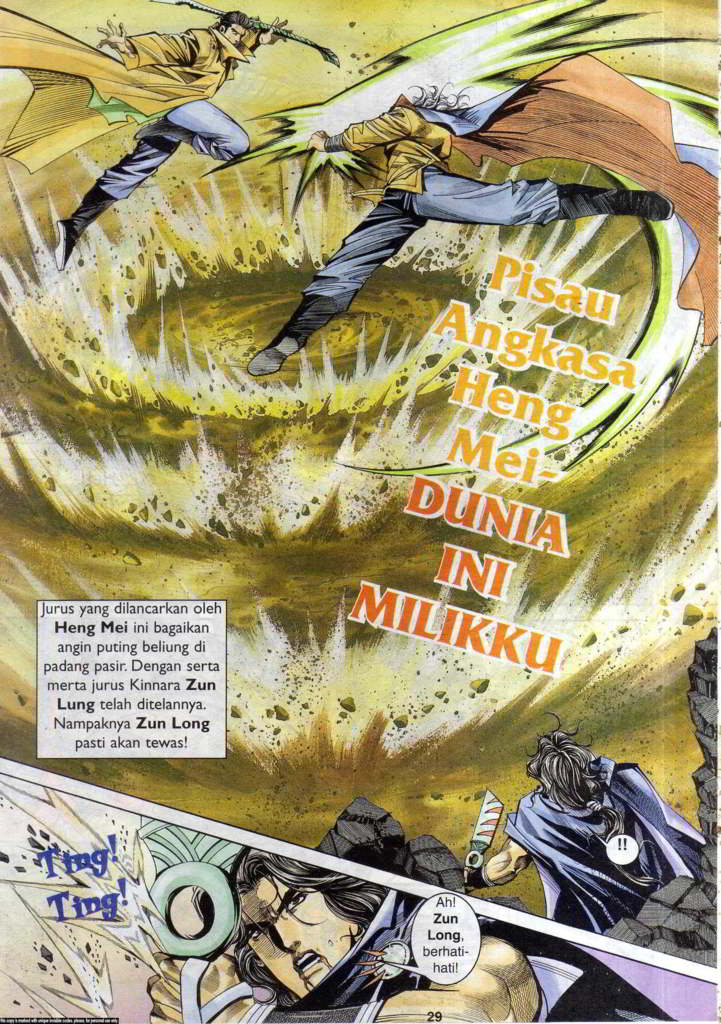 Pisau
Angkasa
Heng
Mei-
DUNIA
INI
MILIKKU
Jurus yang dilancarkan oleh
Heng Mei ini bagaikan
angin puting beliung di
padang pasir. Dengan serta
merta jurus Kinnara Zun
Lung telah ditelannya.
Nampaknya Zun Long
pasti akan tewas!
!!
Ting!
Ting!
Ah!
Zun
Long,
berhati-
hati!
29